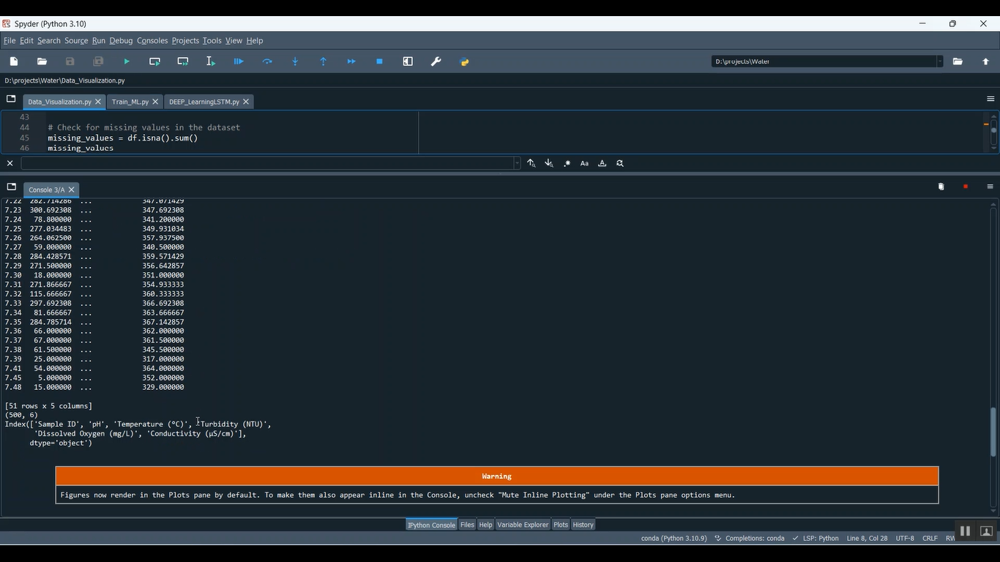 Spyder (Python 3.10)
File Edit Search Source Run Debug Consoles Projects Tools View Help
D:\projects\Water
D:\projects\Water\Data_Visualization.py
Data_Visualization.py Train_ML.py DEEP_LearningLSTM.py
43
44 # Check for missing values in the dataset
45 missing_values = df.isna().sum()
46 missing_values
Console 3/A
7.22 282.714286 ... 347.071429
7.23 300.692308 ... 347.692308
7.24 78.800000 ... 341.200000
7.25 277.034483 ... 349.931034
7.26 264.062500 ... 357.937500
7.27 59.000000 ... 340.500000
7.28 284.428571 ... 359.571429
7.29 271.500000 ... 356.642857
7.30 18.000000 ... 351.000000
7.31 271.866667 ... 354.933333
7.32 115.666667 ... 360.333333
7.33 297.692308 ... 366.692308
7.34 81.666667 ... 363.666667
7.35 284.785714 ... 367.142857
7.36 66.000000 ... 362.000000
7.37 67.000000 ... 361.500000
7.38 61.500000 ... 345.500000
7.39 25.000000 ... 317.000000
7.41 54.000000 ... 364.000000
7.45 5.000000 ... 352.000000
7.48 15.000000 ... 329.000000
[51 rows x 5 columns]
(500, 6)
Index(['Sample ID', 'pH', 'Temperature (°C)', 'Turbidity (NTU)',
'Dissolved Oxygen (mg/L)', 'Conductivity (µS/cm)'],
dtype='object')
Warning
Figures now render in the Plots pane by default. To make them also appear inline in the Console, uncheck "Mute Inline Plotting" under the Plots pane options menu.
IPython Console Files Help Variable Explorer Plots History
conda (Python 3.10.9) Completions: conda LSP: Python Line 8, Col 28 UTF-8 CRLF RW